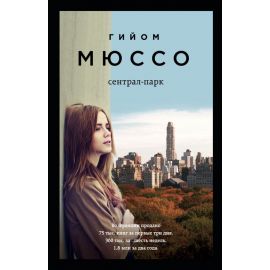 ГИЙОМ
МЮССО
сентрал-парк
Во Франции продано
75 тыс. книг за первые три дня.
300 тыс. за шесть недель.
1.8 млн за два года.